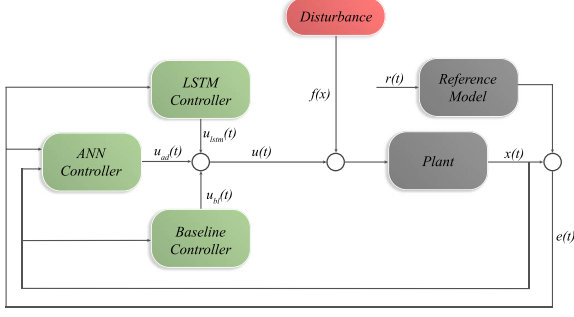 Disturbance
LSTM
Controller
r(t)
Reference
Model
f(x)
u_lstm(t)
ANN
Controller
u_ad(t)
u(t)
Plant
x(t)
u_bl(t)
Baseline
Controller
e(t)